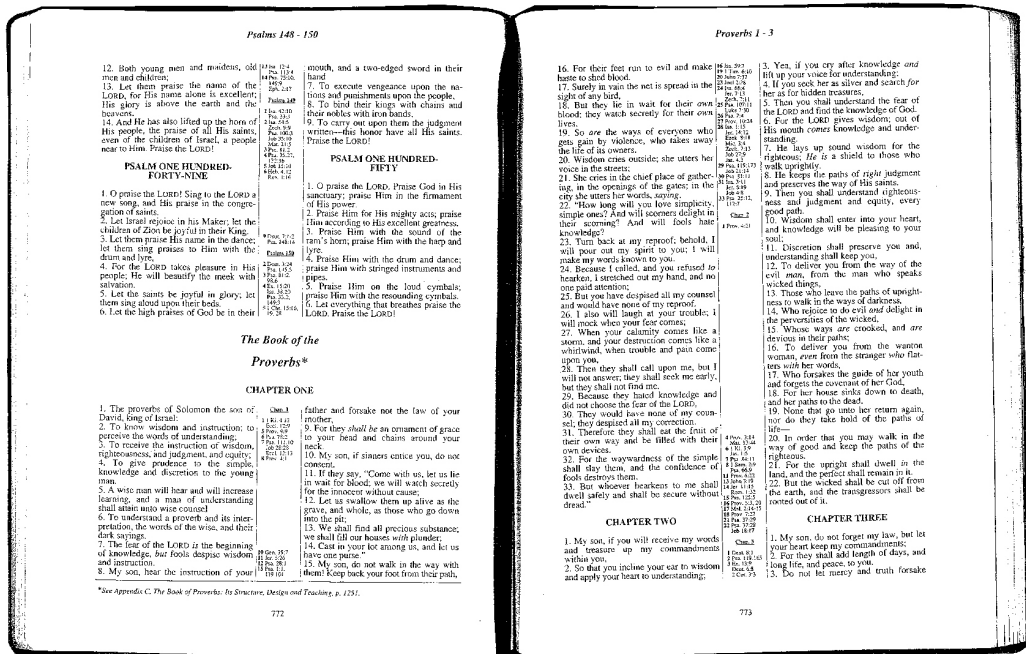 Psalms 148 - 150
12. Both young men and maidens, old
men and children;
13. Let them praise the name of the
LORD, for His name alone is excellent;
His glory is above the earth and the
heavens.
14. And He has also lifted up the horn of
His people, the praise of all His saints,
even of the children of Israel, a people
near to Him. Praise the LORD!
PSALM ONE HUNDRED-
FORTY-NINE
1. O praise the LORD! Sing to the LORD a
new song, and His praise in the congre-
gation of saints.
2. Let Israel rejoice in his Maker; let the
children of Zion be joyful in their King.
3. Let them praise His name in the dance;
let them sing praises to Him with the
drum and lyre,
4. For the LORD takes pleasure in His
people; He will beautify the meek with
salvation.
5. Let the saints be joyful in glory; let
them sing aloud upon their beds.
6. Let the high praises of God be in their
Psalm 149
Psalm 150
mouth, and a two-edged sword in their
hand
7. To execute vengeance upon the na-
tions and punishments upon the people,
8. To bind their kings with chains and
their nobles with iron bands,
9. To carry out upon them the judgment
written—this honor have all His saints.
Praise the LORD!
PSALM ONE HUNDRED-
FIFTY
1. O praise the LORD. Praise God in His
sanctuary; praise Him in the firmament
of His power.
2. Praise Him for His mighty acts; praise
Him according to His excellent greatness.
3. Praise Him with the sound of the
ram's horn; praise Him with the harp and
lyre.
4. Praise Him with the drum and dance;
praise Him with stringed instruments and
pipes.
5. Praise Him on the loud cymbals;
praise Him with the resounding cymbals.
6. Let everything that breathes praise the
LORD. Praise the LORD!
The Book of the
Proverbs*
CHAPTER ONE
1. The proverbs of Solomon the son of
David, king of Israel:
2. To know wisdom and instruction; to
perceive the words of understanding;
3. To receive the instruction of wisdom,
righteousness, and judgment, and equity;
4. To give prudence to the simple,
knowledge and discretion to the young
man.
5. A wise man will hear and will increase
learning, and a man of understanding
shall attain unto wise counsel
6. To understand a proverb and its inter-
pretation, the words of the wise, and their
dark sayings.
7. The fear of the LORD is the beginning
of knowledge, but fools despise wisdom
and instruction.
8. My son, hear the instruction of your
Chap. 1
father and forsake not the law of your
mother,
9. For they shall be an ornament of grace
to your head and chains around your
neck.
10. My son, if sinners entice you, do not
consent.
11. If they say, "Come with us, let us lie
in wait for blood; we will watch secretly
for the innocent without cause;
12. Let us swallow them up alive as the
grave, and whole, as those who go down
into the pit;
13. We shall find all precious substance;
we shall fill our houses with plunder;
14. Cast in your lot among us, and let us
have one purse."
15. My son, do not walk in the way with
them! Keep back your foot from their path,
*See Appendix C, The Book of Proverbs: Its Structure, Design and Teaching, p. 1251.
772
Proverbs 1 - 3
16. For their feet run to evil and make
haste to shed blood.
17. Surely in vain the net is spread in the
sight of any bird,
18. But they lie in wait for their own
blood; they watch secretly for their own
lives.
19. So are the ways of everyone who
gets gain by violence, who takes away
the life of its owners.
20. Wisdom cries outside; she utters her
voice in the streets;
21. She cries in the chief place of gather-
ing, in the openings of the gates; in the
city she utters her words, saying.
22. "How long will you love simplicity,
simple ones? And will scorners delight in
their scorning? And will fools hate
knowledge?
23. Turn back at my reproof; behold, I
will pour out my spirit to you; I will
make my words known to you.
24. Because I called, and you refused to
hearken, I stretched out my hand, and no
one paid attention;
25. But you have despised all my counsel
and would have none of my reproof.
26. I also will laugh at your trouble; I
will mock when your fear comes;
27. When your calamity comes like a
storm, and your destruction comes like a
whirlwind, when trouble and pain come
upon you,
28. Then they shall call upon me, but I
will not answer; they shall seek me early,
but they shall not find me.
29. Because they hated knowledge and
did not choose the fear of the LORD,
30. They would have none of my coun-
sel; they despised all my correction.
31. Therefore they shall eat the fruit of
their own way and be filled with their
own devices.
32. For the waywardness of the simple
shall slay them, and the confidence of
fools destroys them.
33. But whoever hearkens to me shall
dwell safely and shall be secure without
dread."
CHAPTER TWO
1. My son, if you will receive my words
and treasure up my commandments
within you,
2. So that you incline your ear to wisdom
and apply your heart to understanding;
Chap. 2
Chap. 3
3. Yea, if you cry after knowledge and
lift up your voice for understanding;
4. If you seek her as silver and search for
her as for hidden treasures,
5. Then you shall understand the fear of
the LORD and find the knowledge of God.
6. For the LORD gives wisdom; out of
His mouth comes knowledge and under-
standing.
7. He lays up sound wisdom for the
righteous; He is a shield to those who
walk uprightly.
8. He keeps the paths of right judgment
and preserves the way of His saints.
9. Then you shall understand righteous-
ness and judgment and equity, every
good path.
10. Wisdom shall enter into your heart,
and knowledge will be pleasing to your
soul;
11. Discretion shall preserve you and,
understanding shall keep you,
12. To deliver you from the way of the
evil man, from the man who speaks
wicked things,
13. Those who leave the paths of upright-
ness to walk in the ways of darkness,
14. Who rejoice to do evil and delight in
the perversities of the wicked,
15. Whose ways are crooked, and are
devious in their paths;
16. To deliver you from the wanton
woman, even from the stranger who flat-
ters with her words,
17. Who forsakes the guide of her youth
and forgets the covenant of her God,
18. For her house sinks down to death,
and her paths to the dead.
19. None that go unto her return again,
nor do they take hold of the paths of
life—
20. In order that you may walk in the
way of good and keep the paths of the
righteous.
21. For the upright shall dwell in the
land, and the perfect shall remain in it.
22. But the wicked shall be cut off from
the earth, and the transgressors shall be
rooted out of it.
CHAPTER THREE
1. My son, do not forget my law, but let
your heart keep my commandments;
2. For they shall add length of days, and
long life, and peace, to you.
3. Do not let mercy and truth forsake
773